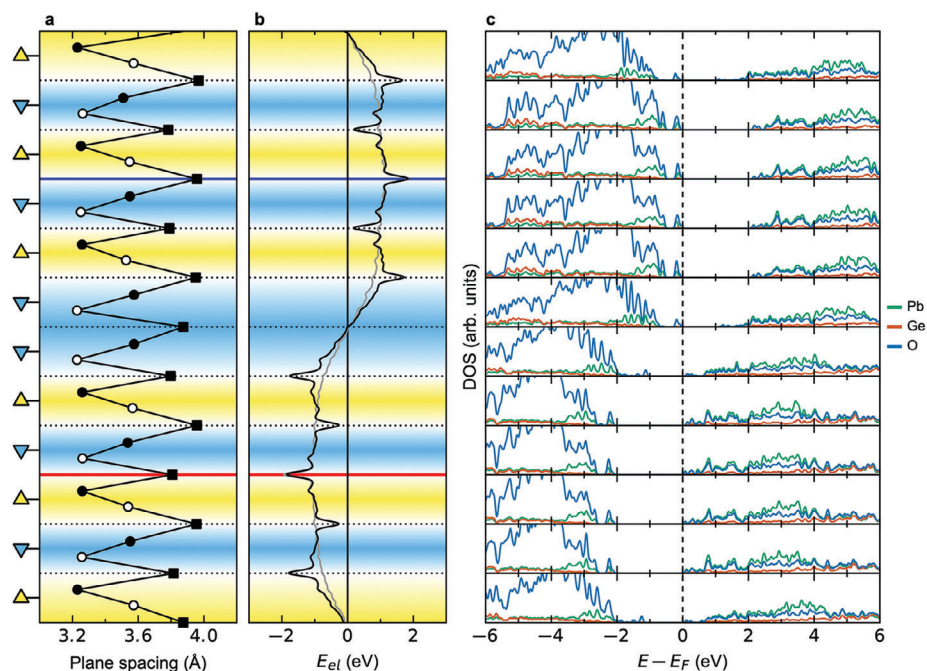 a b c
DOS (arb. units)
Pb
Ge
O
3.2 3.6 4.0 −2 0 2 −6 −4 −2 0 2 4 6
Plane spacing (Å) E_el (eV) E − E_F (eV)